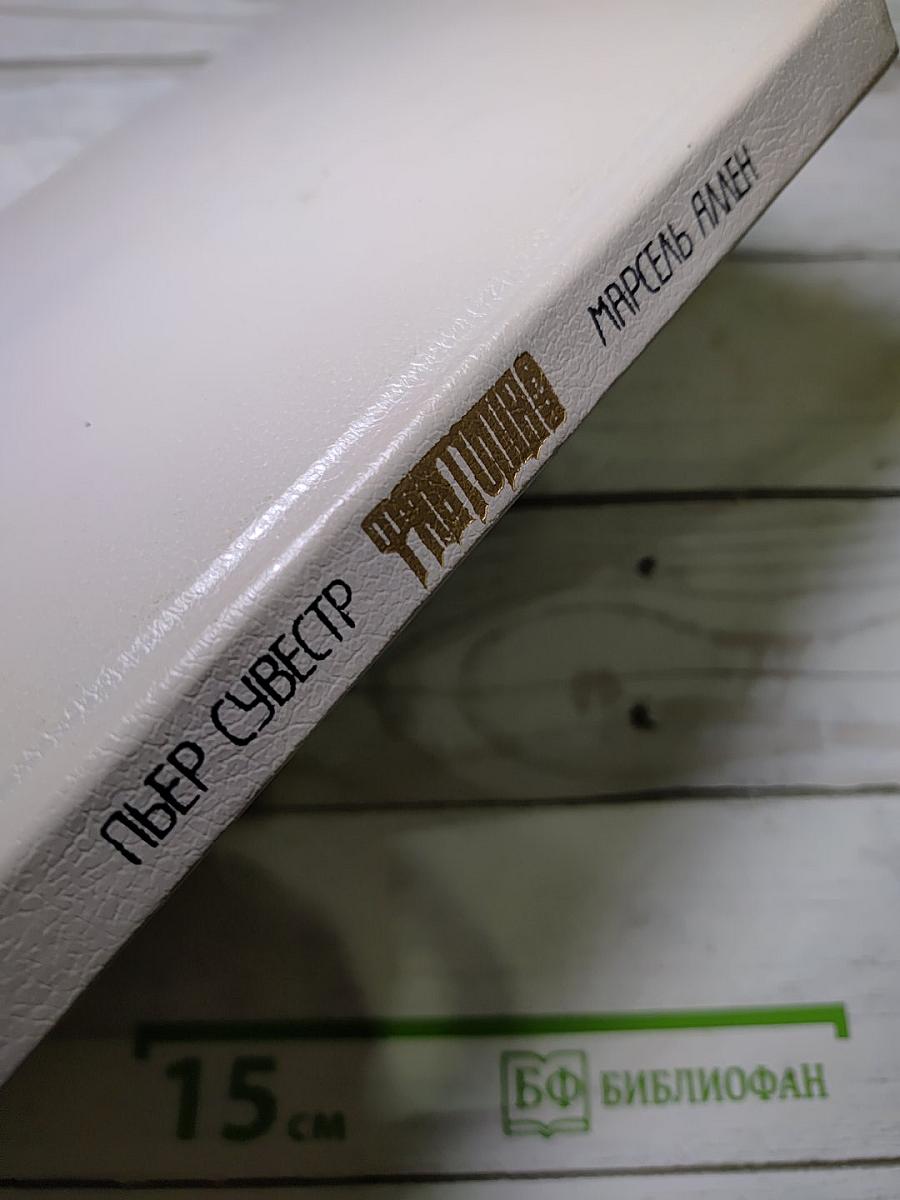 ПЬЕР СУВЕСТР
МАРСЕЛЬ АЛЛЕН
15 см
БФ БИБЛИОФАН